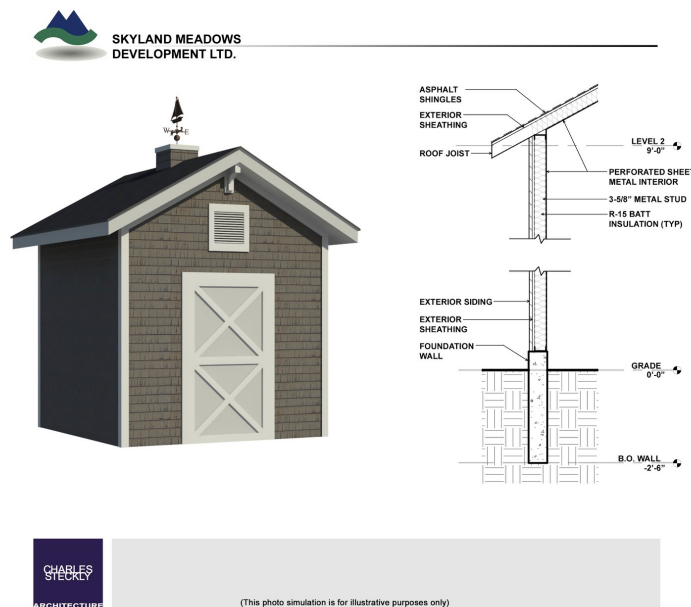 SKYLAND MEADOWS
DEVELOPMENT LTD.
W E
ASPHALT
SHINGLES
EXTERIOR
SHEATHING
ROOF JOIST
LEVEL 2
9'-0"
PERFORATED SHEET
METAL INTERIOR
3-5/8" METAL STUD
R-15 BATT
INSULATION (TYP)
EXTERIOR SIDING
EXTERIOR
SHEATHING
FOUNDATION
WALL
GRADE
0'-0"
B.O. WALL
-2'-6"
CHARLES
STECKLY
ARCHITECTURE
(This photo simulation is for illustrative purposes only)